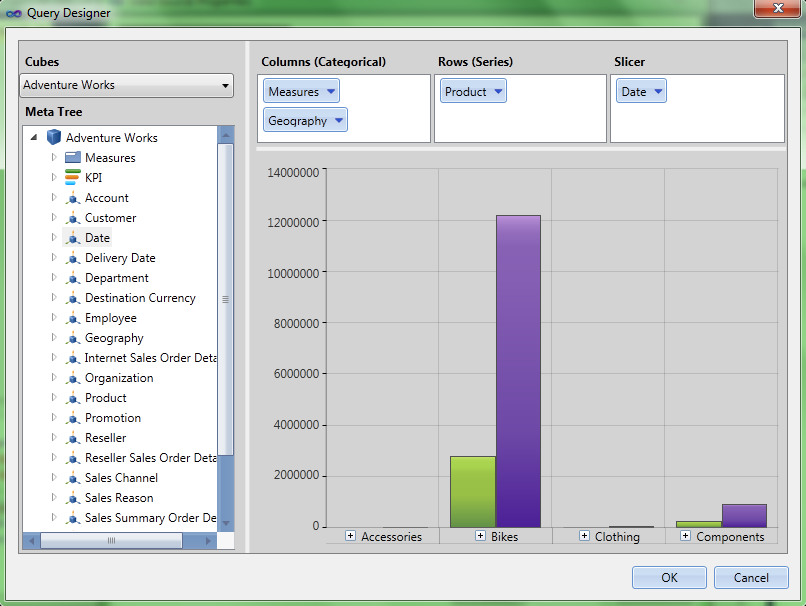 Query Designer
Cubes
Adventure Works
Meta Tree
Adventure Works
Measures
KPI
Account
Customer
Date
Delivery Date
Department
Destination Currency
Employee
Geography
Internet Sales Order Deta
Organization
Product
Promotion
Reseller
Reseller Sales Order Deta
Sales Channel
Sales Reason
Sales Summary Order De
Columns (Categorical)
Rows (Series)
Slicer
Measures
Product
Date
Geography
14000000
12000000
10000000
8000000
6000000
4000000
2000000
0
Accessories
Bikes
Clothing
Components
OK
Cancel